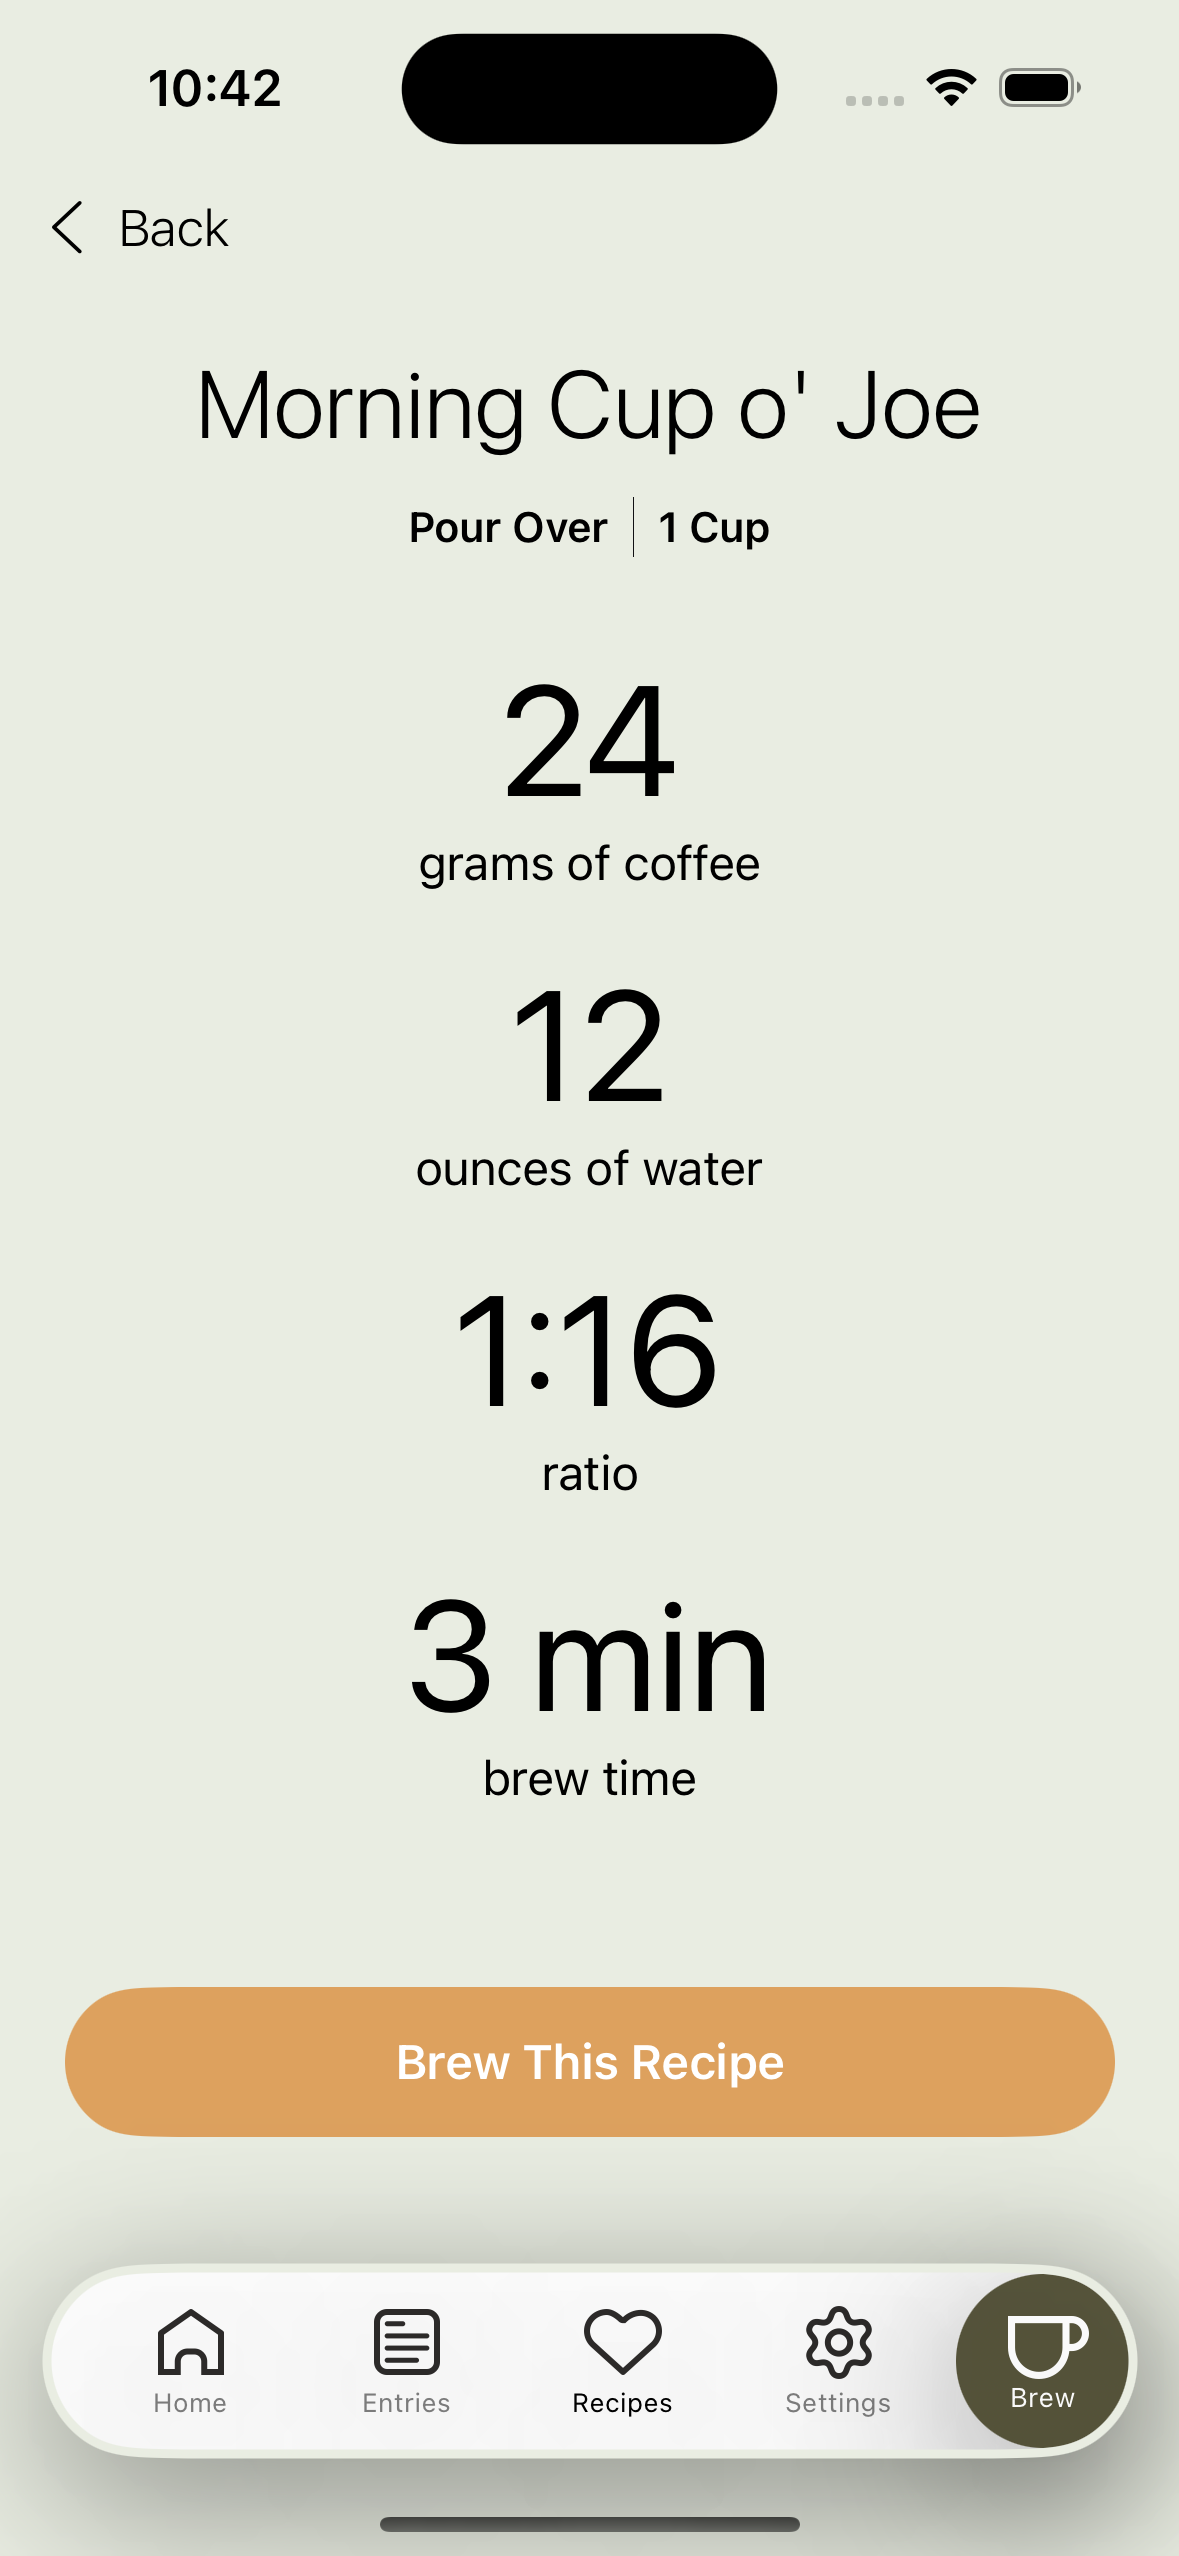 10:42
Back
Morning Cup o' Joe
Pour Over | 1 Cup
24
grams of coffee
12
ounces of water
1:16
ratio
3 min
brew time
Brew This Recipe
Home Entries Recipes Settings Brew